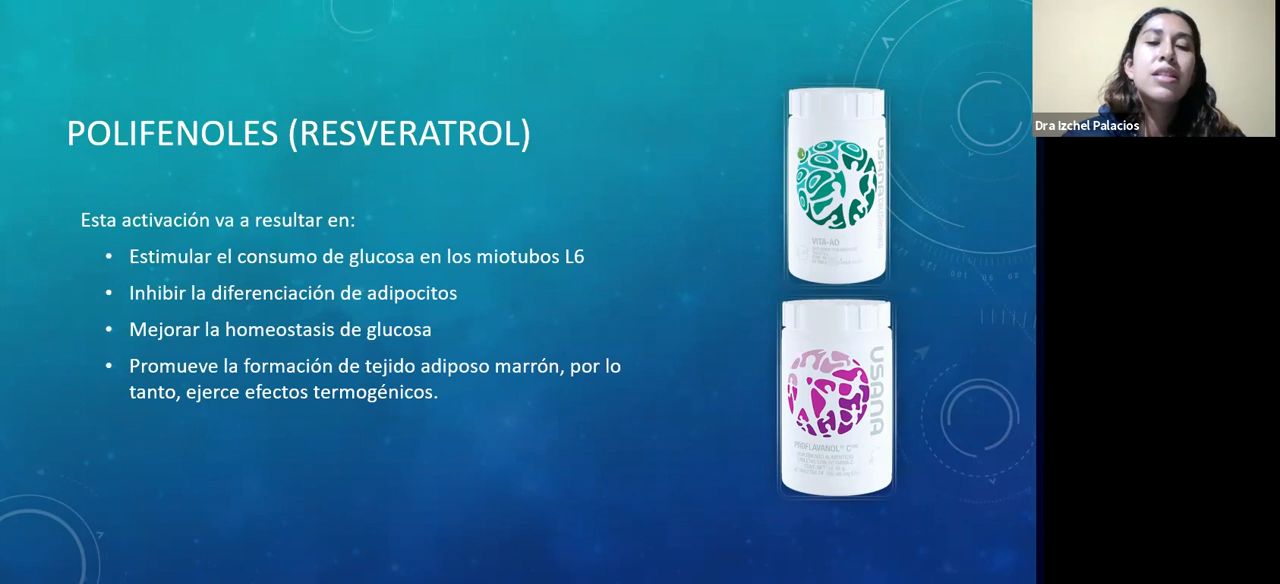 POLIFENOLES (RESVERATROL)
Esta activación va a resultar en:
• Estimular el consumo de glucosa en los miotubos L6
• Inhibir la diferenciación de adipocitos
• Mejorar la homeostasis de glucosa
• Promueve la formación de tejido adiposo marrón, por lo
tanto, ejerce efectos termogénicos.
USANA
VITA-AO
USANA
PROFLAVANOL
Dra Izchel Palacios